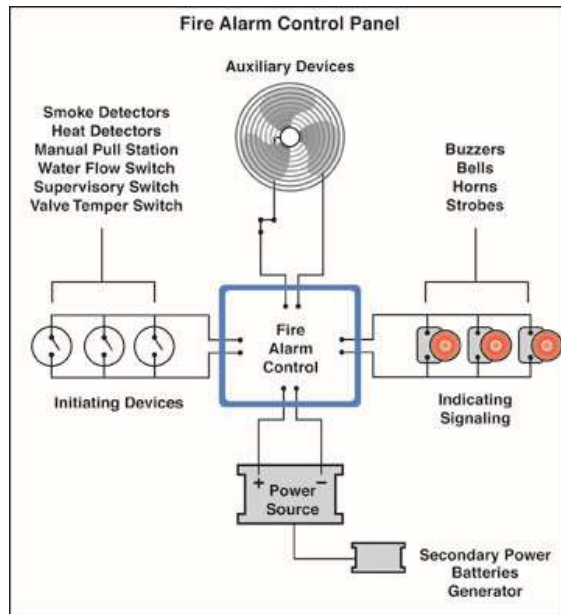 Fire Alarm Control Panel
Auxiliary Devices
Smoke Detectors
Heat Detectors
Manual Pull Station
Water Flow Switch
Supervisory Switch
Valve Temper Switch
Buzzers
Bells
Horns
Strobes
Fire
Alarm
Control
Initiating Devices
Indicating
Signaling
+ −
Power
Source
Secondary Power
Batteries
Generator